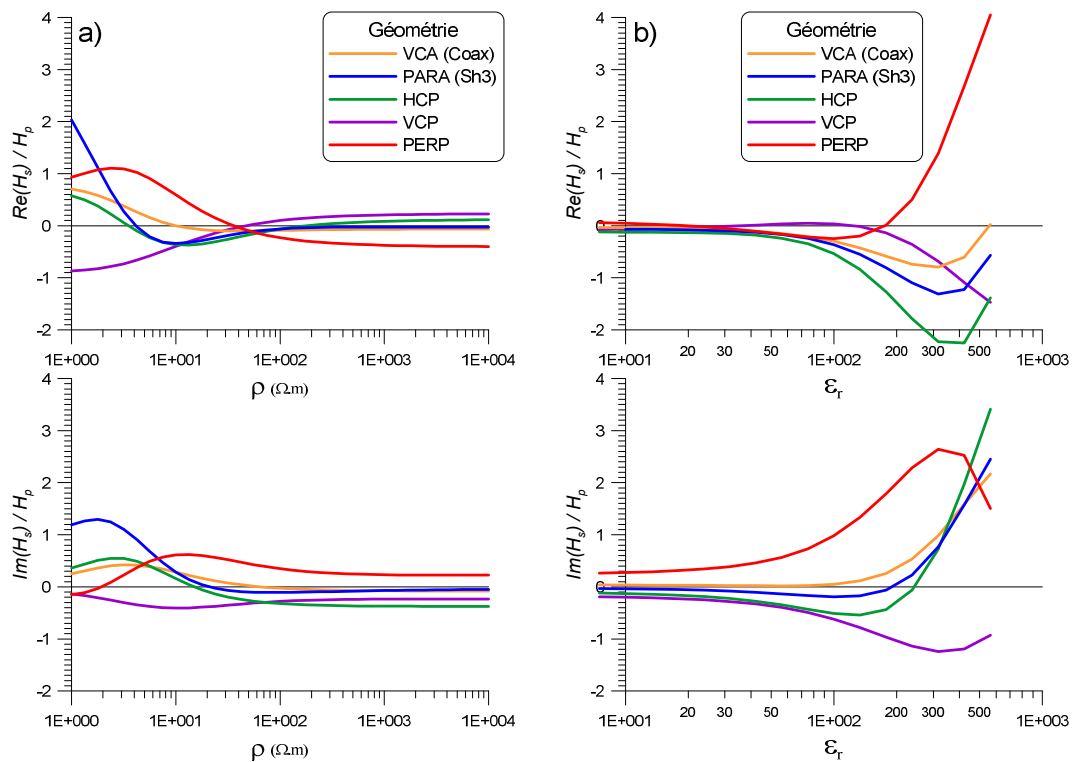 a)
Géométrie
VCA (Coax)
PARA (Sh3)
HCP
VCP
PERP
Re(Hs) / Hp
4
3
2
1
0
-1
-2
1E+000 1E+001 1E+002 1E+003 1E+004
ρ (Ω.m)
b)
Géométrie
VCA (Coax)
PARA (Sh3)
HCP
VCP
PERP
Re(Hs) / Hp
4
3
2
1
0
-1
-2
1E+001 20 30 50 1E+002 200 300 500 1E+003
εr
Im(Hs) / Hp
4
3
2
1
0
-1
-2
1E+000 1E+001 1E+002 1E+003 1E+004
ρ (Ω.m)
Im(Hs) / Hp
4
3
2
1
0
-1
-2
1E+001 20 30 50 1E+002 200 300 500 1E+003
εr